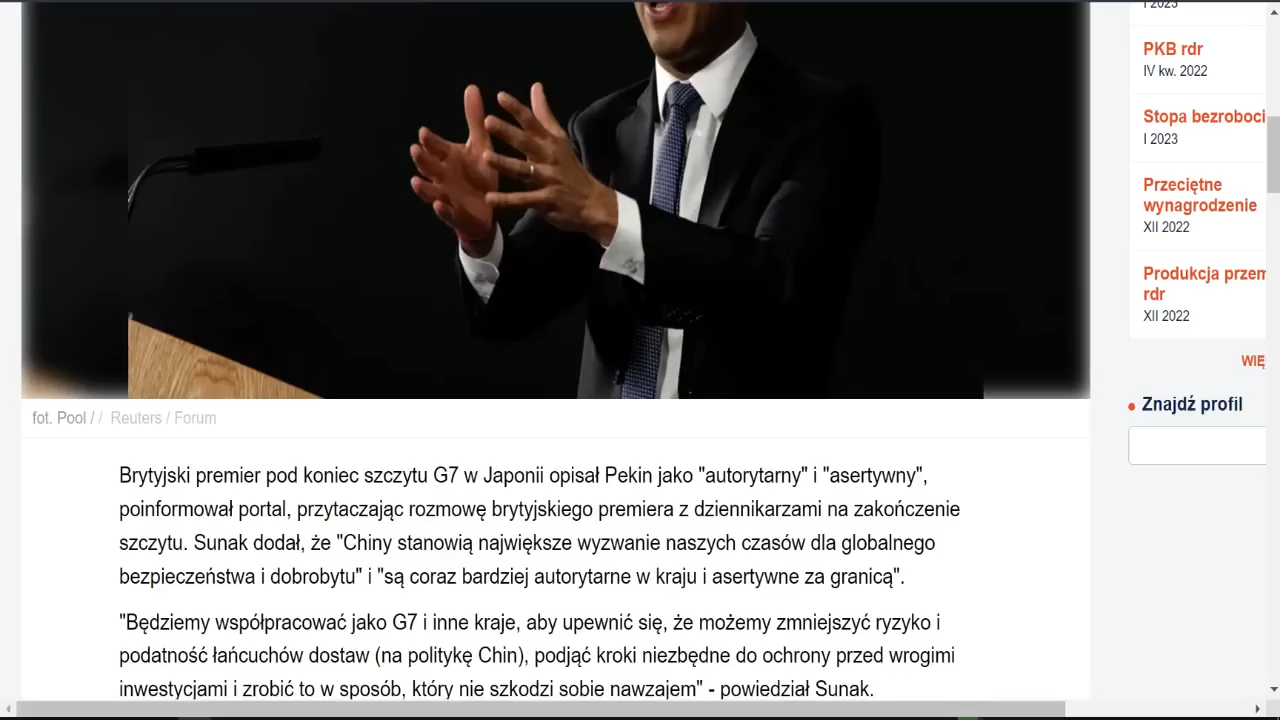 I 2023
PKB rdr
IV kw. 2022
Stopa bezroboci
I 2023
Przeciętne
wynagrodzenie
XII 2022
Produkcja przem
rdr
XII 2022
WIĘ
Znajdź profil
fot. Pool / / Reuters / Forum
Brytyjski premier pod koniec szczytu G7 w Japonii opisał Pekin jako "autorytarny" i "asertywny",
poinformował portal, przytaczając rozmowę brytyjskiego premiera z dziennikarzami na zakończenie
szczytu. Sunak dodał, że "Chiny stanowią największe wyzwanie naszych czasów dla globalnego
bezpieczeństwa i dobrobytu" i "są coraz bardziej autorytarne w kraju i asertywne za granicą".
"Będziemy współpracować jako G7 i inne kraje, aby upewnić się, że możemy zmniejszyć ryzyko i
podatność łańcuchów dostaw (na politykę Chin), podjąć kroki niezbędne do ochrony przed wrogimi
inwestycjami i zrobić to w sposób, który nie szkodzi sobie nawzajem" - powiedział Sunak.